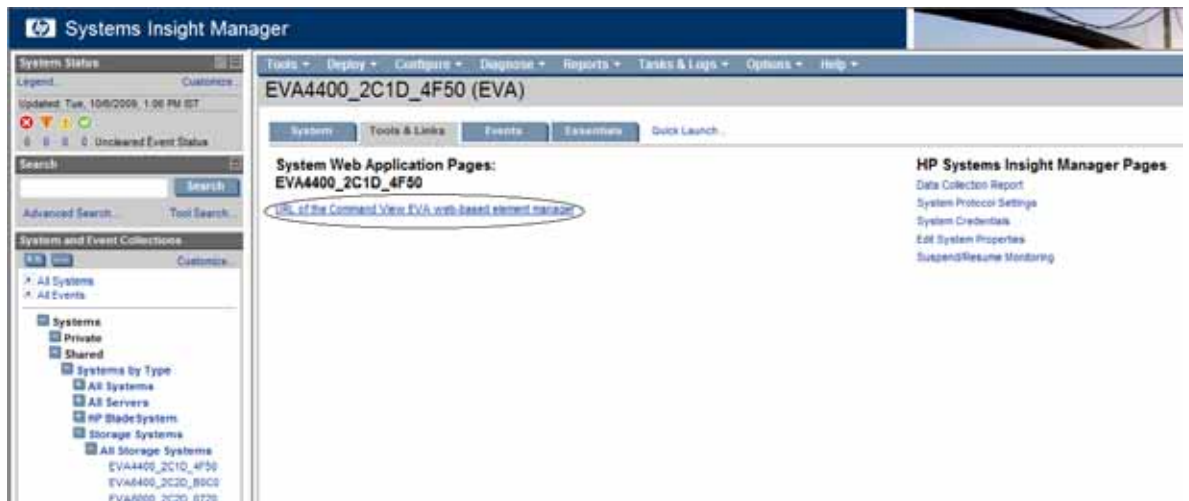 hp Systems Insight Manager
System Status
Legend... Customize...
Updated: Tue, 10/6/2009, 1:06 PM IST
0 0 0 0 Uncleared Event Status
Search
Search
Advanced Search... Tool Search...
System and Event Collections
Customize...
All Systems
All Events
Systems
Private
Shared
Systems by Type
All Systems
All Servers
HP BladeSystem
Storage Systems
All Storage Systems
EVA4400_2C1D_4F50
EVA6400_2C2D_B0C0
EVA8000_2C2D_0720
Tools Deploy Configure Diagnose Reports Tasks & Logs Options Help
EVA4400_2C1D_4F50 (EVA)
System Tools & Links Events Essentials Quick Launch...
System Web Application Pages:
EVA4400_2C1D_4F50
URL of the Command View EVA web-based element manager
HP Systems Insight Manager Pages
Data Collection Report
System Protocol Settings
System Credentials
Edit System Properties
Suspend/Resume Monitoring